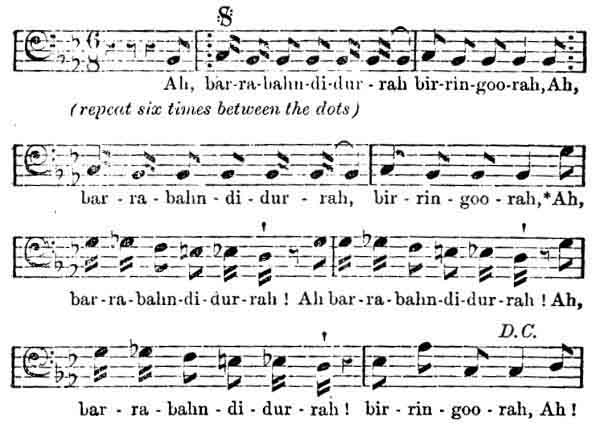 6
8
Ah, bar-ra-bahn-di-dur-rah bir-rin-goo-rah, Ah,
(repeat six times between the dots)
bar-ra-bahn-di-dur-rah, bir-rin-goo-rah,*Ah,
bar-ra-bahn-di-dur-rah! Ah bar-ra-bahn-di-dur-rah! Ah,
D.C.
bar-ra-bahn-di-dur-rah! bir-rin-goo-rah, Ah!